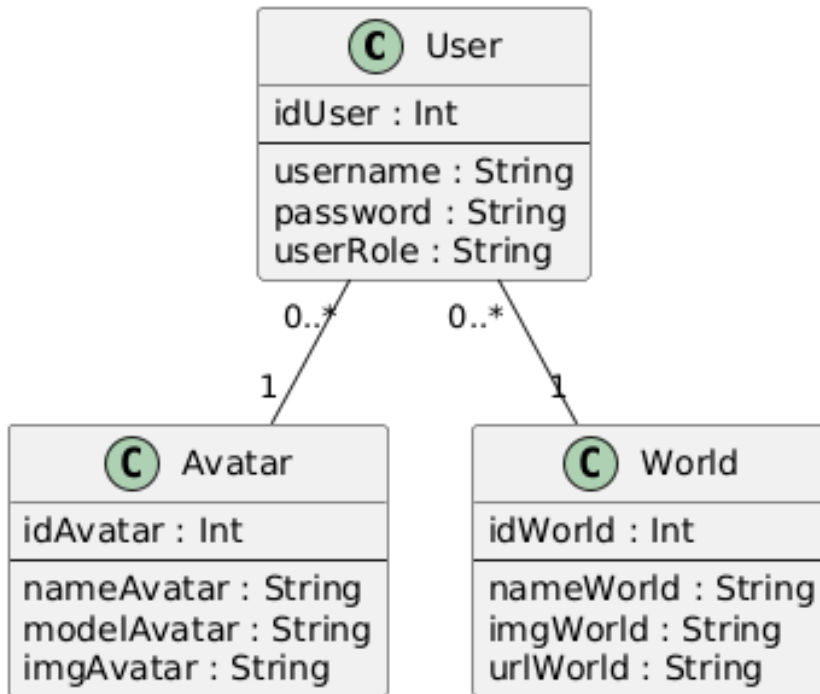 C User
idUser : Int
username : String
password : String
userRole : String
0..* 0..*
1 1
C Avatar
idAvatar : Int
nameAvatar : String
modelAvatar : String
imgAvatar : String
C World
idWorld : Int
nameWorld : String
imgWorld : String
urlWorld : String